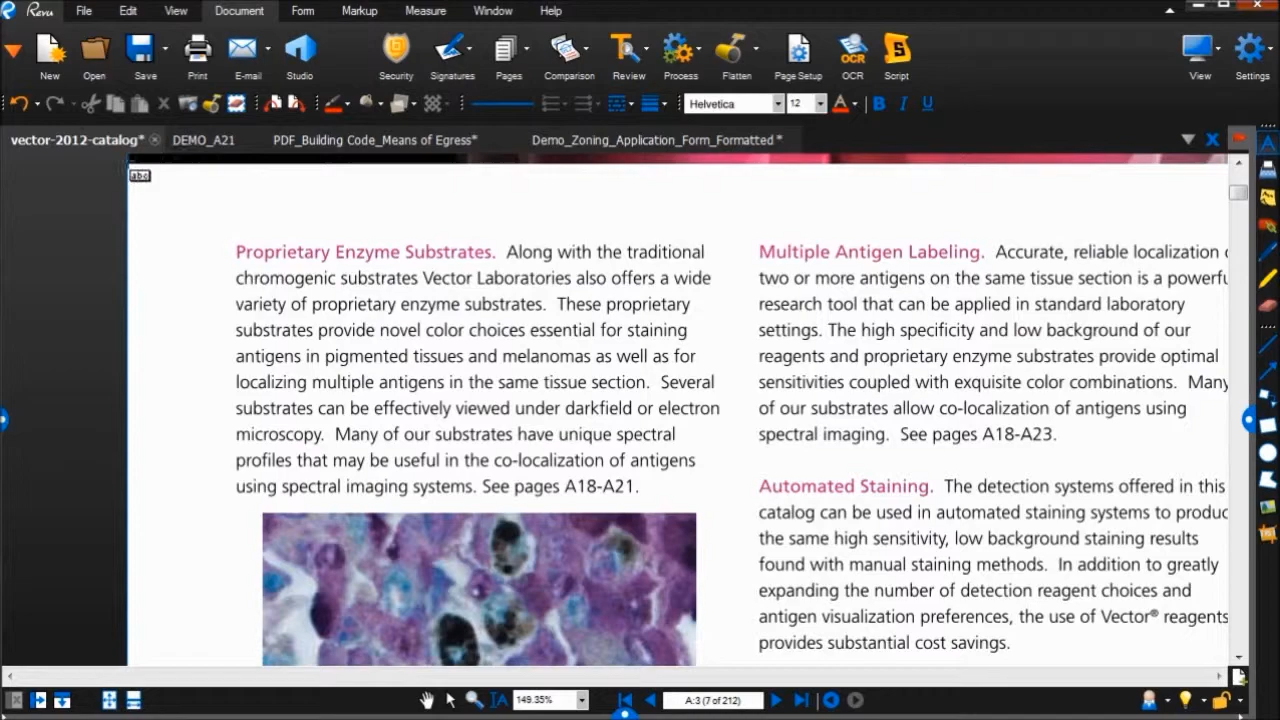 Revu File Edit View Document Form Markup Measure Window Help
New Open Save Print E-mail Studio Security Signatures Pages Comparison Review Process Flatten Page Setup OCR Script View Settings
Helvetica 12 A B I U
vector-2012-catalog* DEMO_A21 PDF_Building Code_Means of Egress* Demo_Zoning_Application_Form_Formatted *
abc
Proprietary Enzyme Substrates. Along with the traditional
chromogenic substrates Vector Laboratories also offers a wide
variety of proprietary enzyme substrates. These proprietary
substrates provide novel color choices essential for staining
antigens in pigmented tissues and melanomas as well as for
localizing multiple antigens in the same tissue section. Several
substrates can be effectively viewed under darkfield or electron
microscopy. Many of our substrates have unique spectral
profiles that may be useful in the co-localization of antigens
using spectral imaging systems. See pages A18-A21.
Multiple Antigen Labeling. Accurate, reliable localization
two or more antigens on the same tissue section is a powerfu
research tool that can be applied in standard laboratory
settings. The high specificity and low background of our
reagents and proprietary enzyme substrates provide optimal
sensitivities coupled with exquisite color combinations. Many
of our substrates allow co-localization of antigens using
spectral imaging. See pages A18-A23.
Automated Staining. The detection systems offered in this
catalog can be used in automated staining systems to produc
the same high sensitivity, low background staining results
found with manual staining methods. In addition to greatly
expanding the number of detection reagent choices and
antigen visualization preferences, the use of Vector® reagents
provides substantial cost savings.
149.35% A:3 (7 of 212)